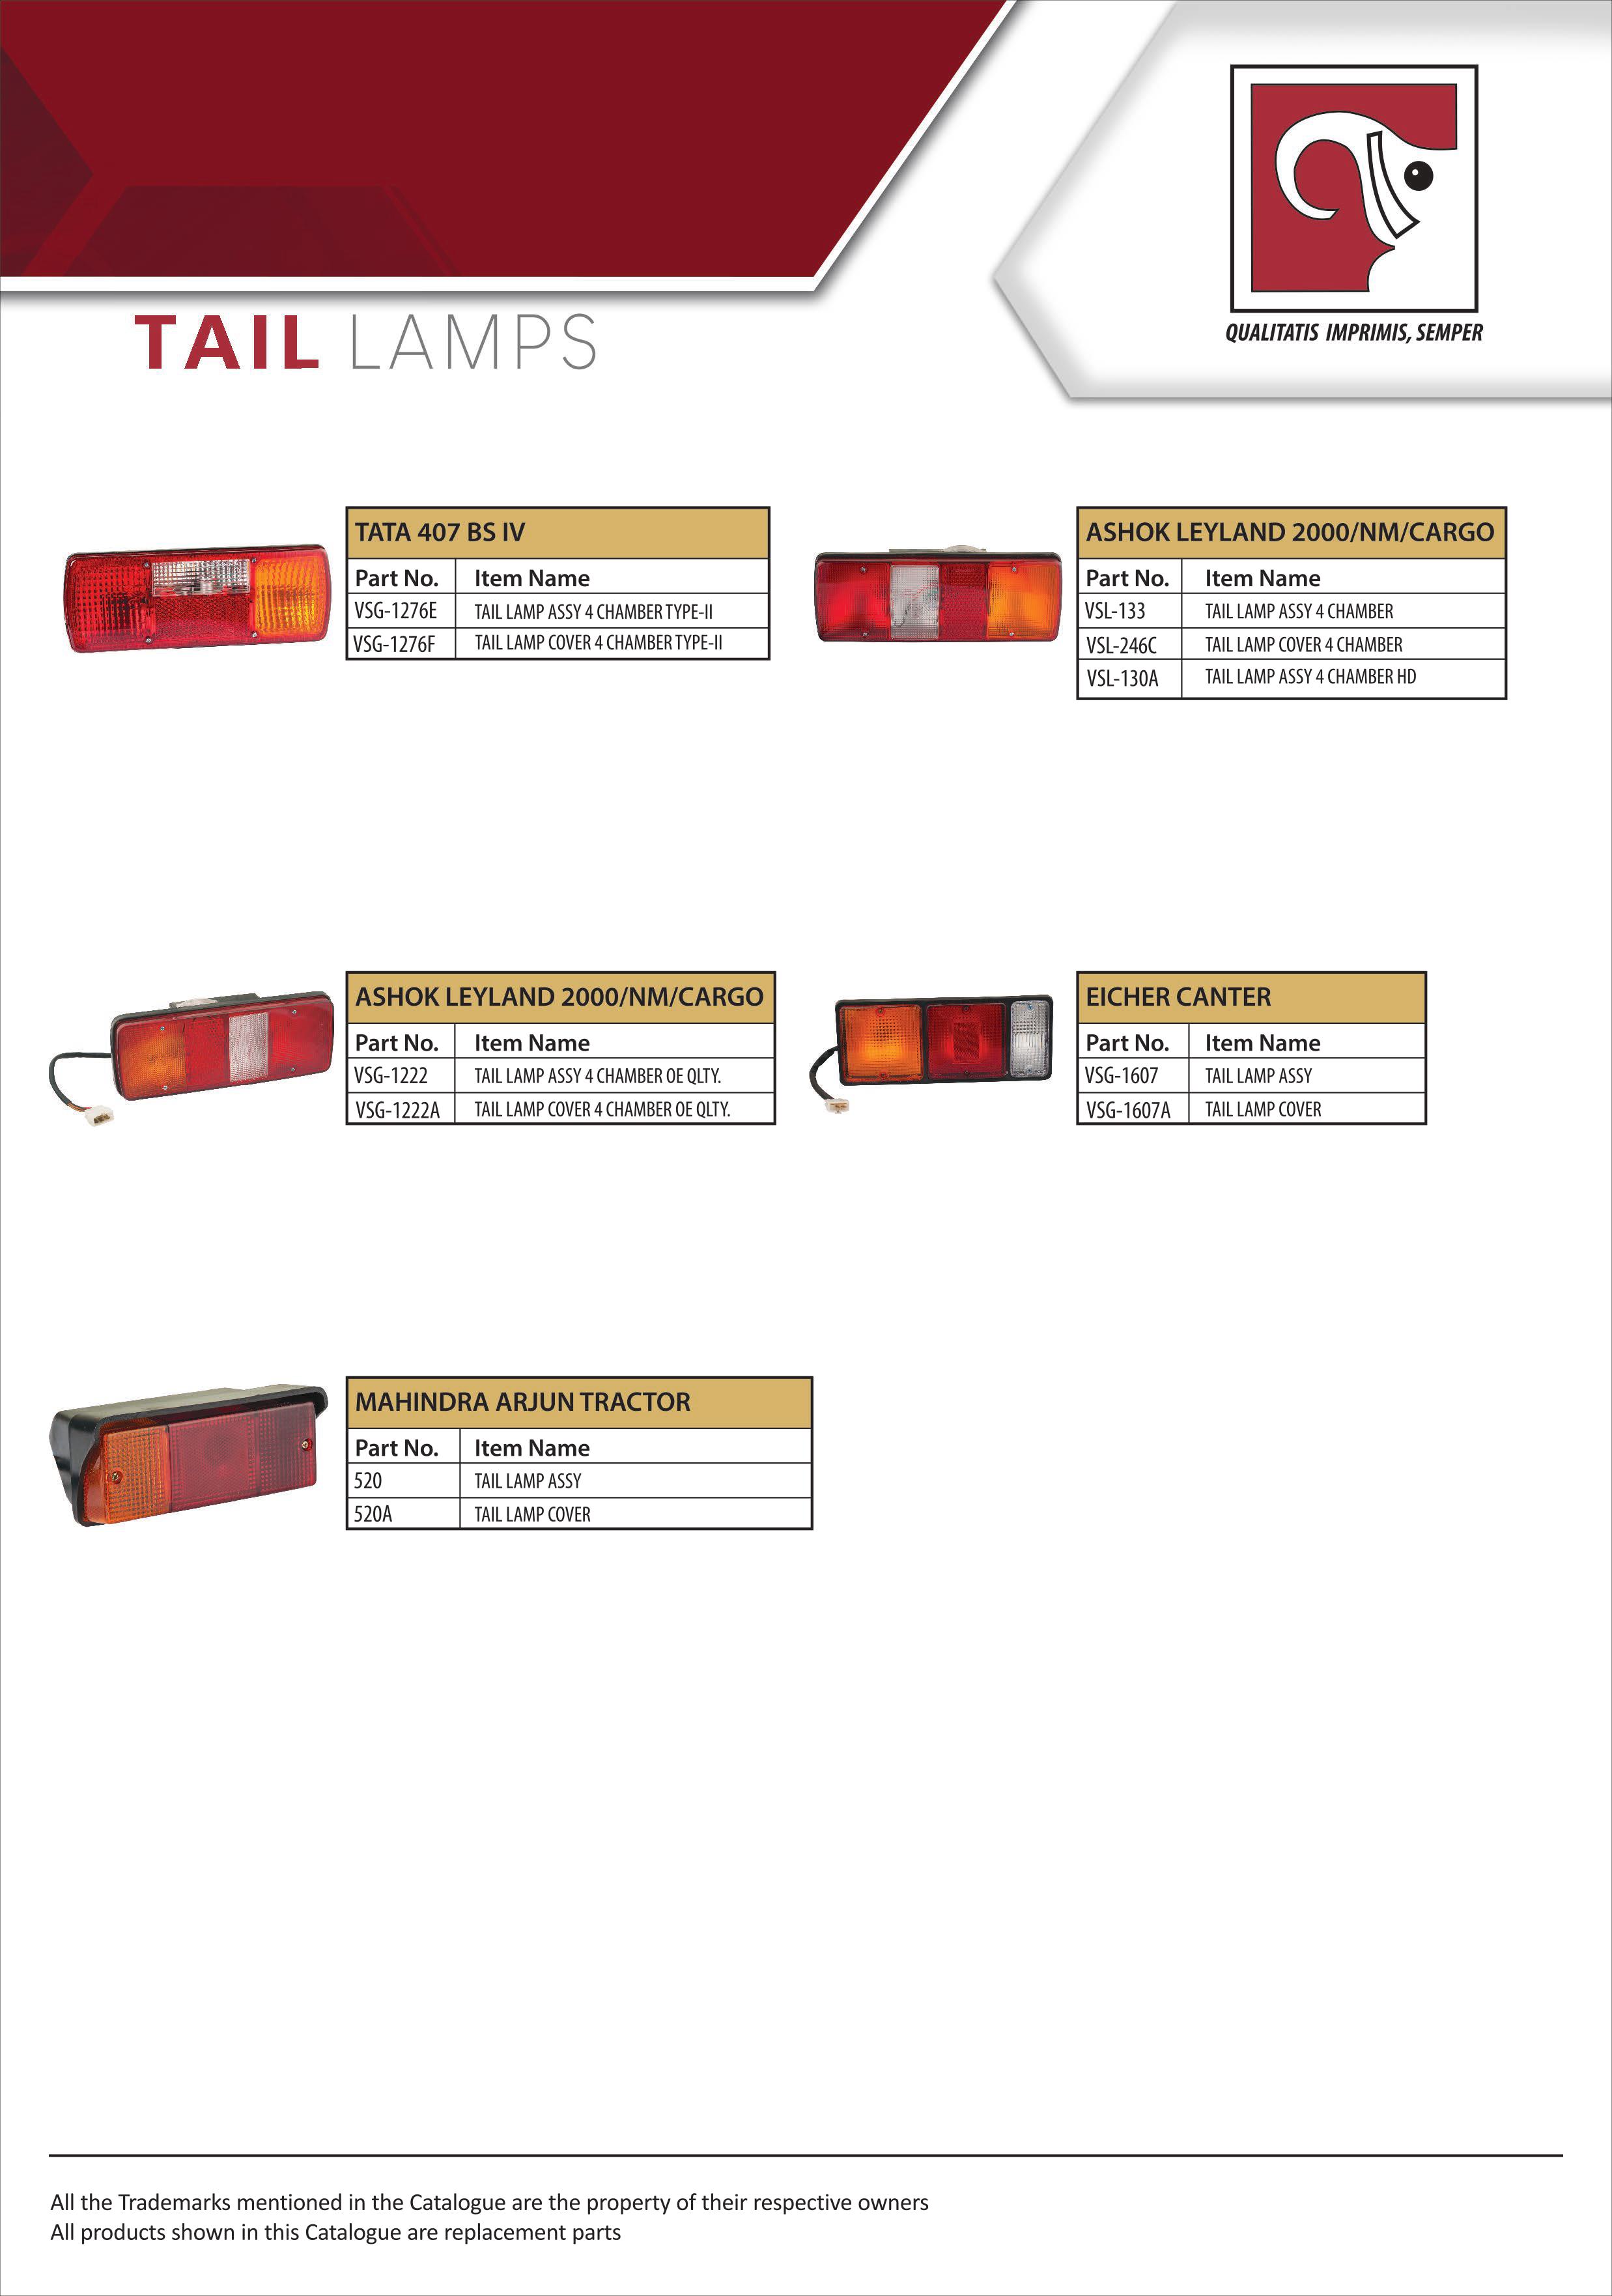 QUALITATIS IMPRIMIS, SEMPER
TAIL LAMPS
TATA 407 BS IV
Part No. Item Name
VSG-1276E TAIL LAMP ASSY 4 CHAMBER TYPE-II
VSG-1276F TAIL LAMP COVER 4 CHAMBER TYPE-II
ASHOK LEYLAND 2000/NM/CARGO
Part No. Item Name
VSL-133 TAIL LAMP ASSY 4 CHAMBER
VSL-246C TAIL LAMP COVER 4 CHAMBER
VSL-130A TAIL LAMP ASSY 4 CHAMBER HD
ASHOK LEYLAND 2000/NM/CARGO
Part No. Item Name
VSG-1222 TAIL LAMP ASSY 4 CHAMBER OE QLTY.
VSG-1222A TAIL LAMP COVER 4 CHAMBER OE QLTY.
EICHER CANTER
Part No. Item Name
VSG-1607 TAIL LAMP ASSY
VSG-1607A TAIL LAMP COVER
MAHINDRA ARJUN TRACTOR
Part No. Item Name
520 TAIL LAMP ASSY
520A TAIL LAMP COVER
All the Trademarks mentioned in the Catalogue are the property of their respective owners
All products shown in this Catalogue are replacement parts